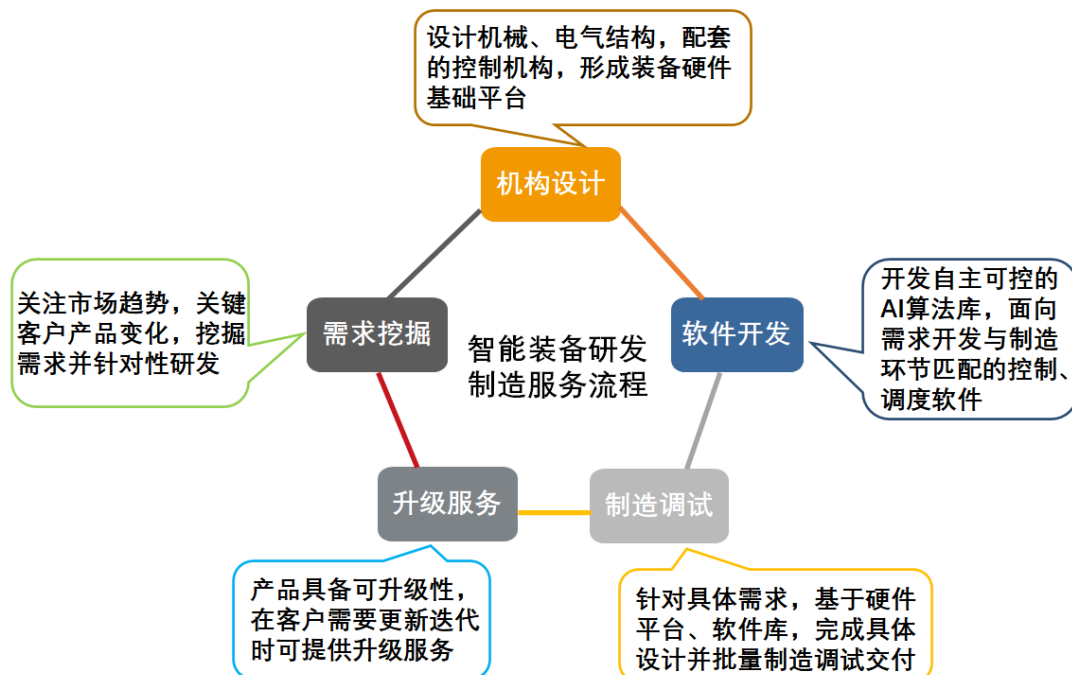 设计机械、电气结构，配套
的控制机构，形成装备硬件
基础平台
机构设计
关注市场趋势，关键
客户产品变化，挖掘
需求并针对性研发
需求挖掘
智能装备研发
制造服务流程
软件开发
开发自主可控的
AI算法库，面向
需求开发与制造
环节匹配的控制、
调度软件
升级服务
制造调试
产品具备可升级性，
在客户需要更新迭代
时可提供升级服务
针对具体需求，基于硬件
平台、软件库，完成具体
设计并批量制造调试交付